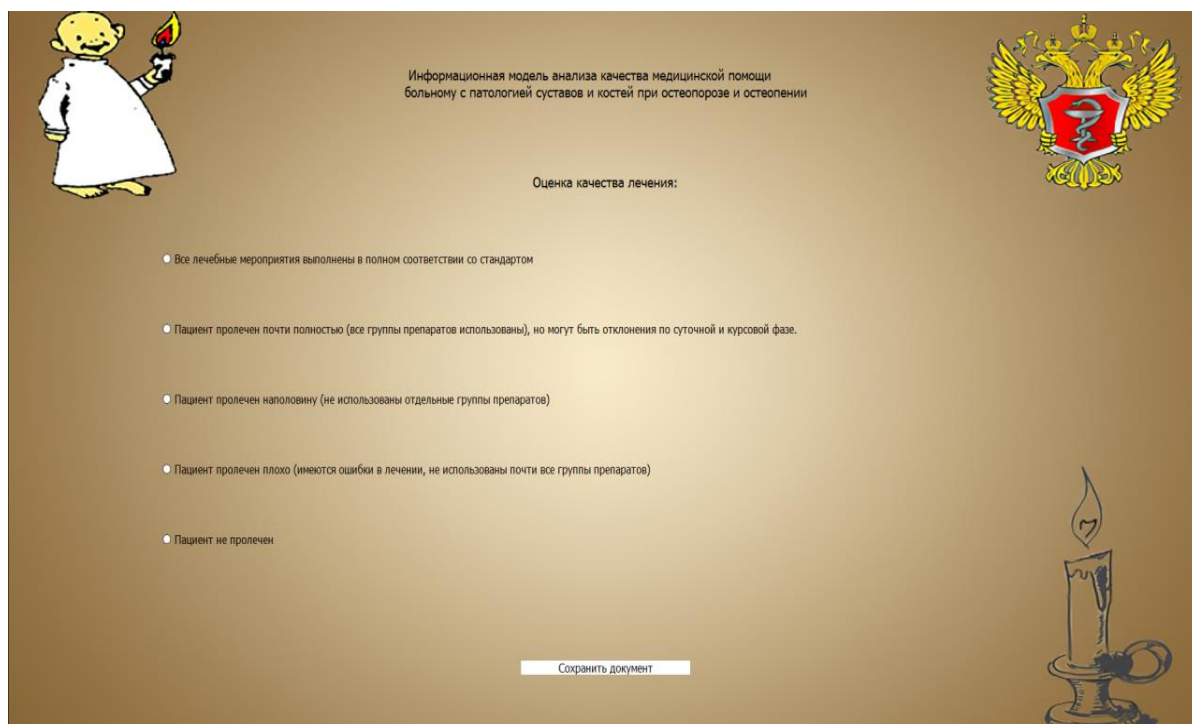 Информационная модель анализа качества медицинской помощи
больному с патологией суставов и костей при остеопорозе и остеопении
Оценка качества лечения:
Все лечебные мероприятия выполнены в полном соответствии со стандартом
Пациент пролечен почти полностью (все группы препаратов использованы), но могут быть отклонения по суточной и курсовой фазе.
Пациент пролечен наполовину (не использованы отдельные группы препаратов)
Пациент пролечен плохо (имеются ошибки в лечении, не использованы почти все группы препаратов)
Пациент не пролечен
Сохранить документ